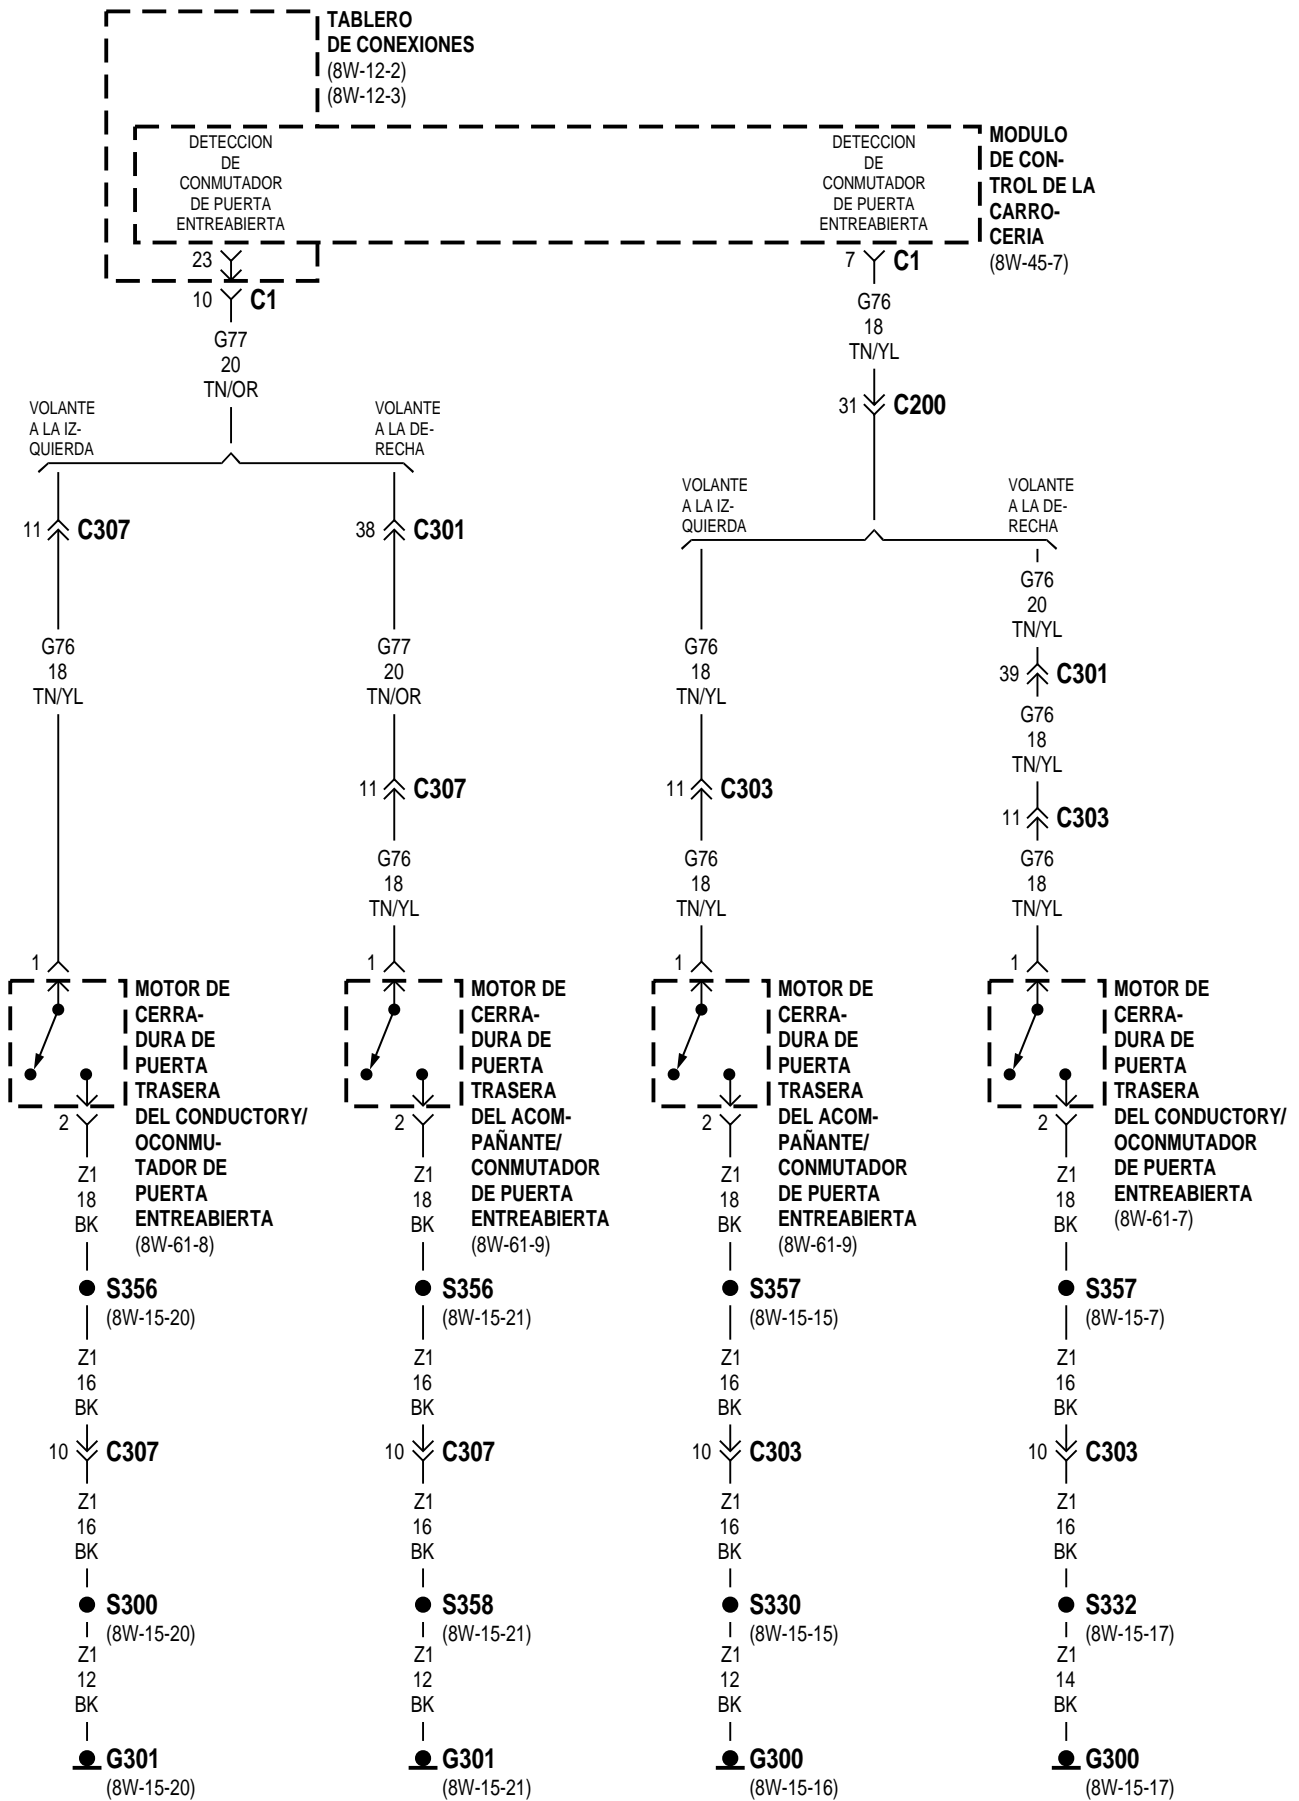 TABLERO
DE CONEXIONES
(8W-12-2)
(8W-12-3)
DETECCION
DE
CONMUTADOR
DE PUERTA
ENTREABIERTA
DETECCION
DE
CONMUTADOR
DE PUERTA
ENTREABIERTA
MODULO
DE CON-
TROL DE LA
CARRO-
CERIA
(8W-45-7)
23
10 C1
G77
20
TN/OR
7 C1
G76
18
TN/YL
31 C200
VOLANTE
A LA IZ-
QUIERDA
VOLANTE
A LA DE-
RECHA
VOLANTE
A LA IZ-
QUIERDA
VOLANTE
A LA DE-
RECHA
11 C307
G76
18
TN/YL
38 C301
G77
20
TN/OR
11 C307
G76
18
TN/YL
G76
18
TN/YL
11 C303
G76
18
TN/YL
G76
20
TN/YL
39 C301
G76
18
TN/YL
11 C303
G76
18
TN/YL
1
MOTOR DE
CERRA-
DURA DE
PUERTA
TRASERA
DEL CONDUCTORY/
OCONMU-
TADOR DE
PUERTA
ENTREABIERTA
(8W-61-8)
2
Z1
18
BK
S356
(8W-15-20)
Z1
16
BK
10 C307
Z1
16
BK
S300
(8W-15-20)
Z1
12
BK
G301
(8W-15-20)
1
MOTOR DE
CERRA-
DURA DE
PUERTA
TRASERA
DEL ACOM-
PAÑANTE/
CONMUTADOR
DE PUERTA
ENTREABIERTA
(8W-61-9)
2
Z1
18
BK
S356
(8W-15-21)
Z1
16
BK
10 C307
Z1
16
BK
S358
(8W-15-21)
Z1
12
BK
G301
(8W-15-21)
1
MOTOR DE
CERRA-
DURA DE
PUERTA
TRASERA
DEL ACOM-
PAÑANTE/
CONMUTADOR
DE PUERTA
ENTREABIERTA
(8W-61-9)
2
Z1
18
BK
S357
(8W-15-15)
Z1
16
BK
10 C303
Z1
16
BK
S330
(8W-15-15)
Z1
12
BK
G300
(8W-15-16)
1
MOTOR DE
CERRA-
DURA DE
PUERTA
TRASERA
DEL CONDUCTORY/
OCONMUTADOR
DE PUERTA
ENTREABIERTA
(8W-61-7)
2
Z1
18
BK
S357
(8W-15-7)
Z1
16
BK
10 C303
Z1
16
BK
S332
(8W-15-17)
Z1
14
BK
G300
(8W-15-17)